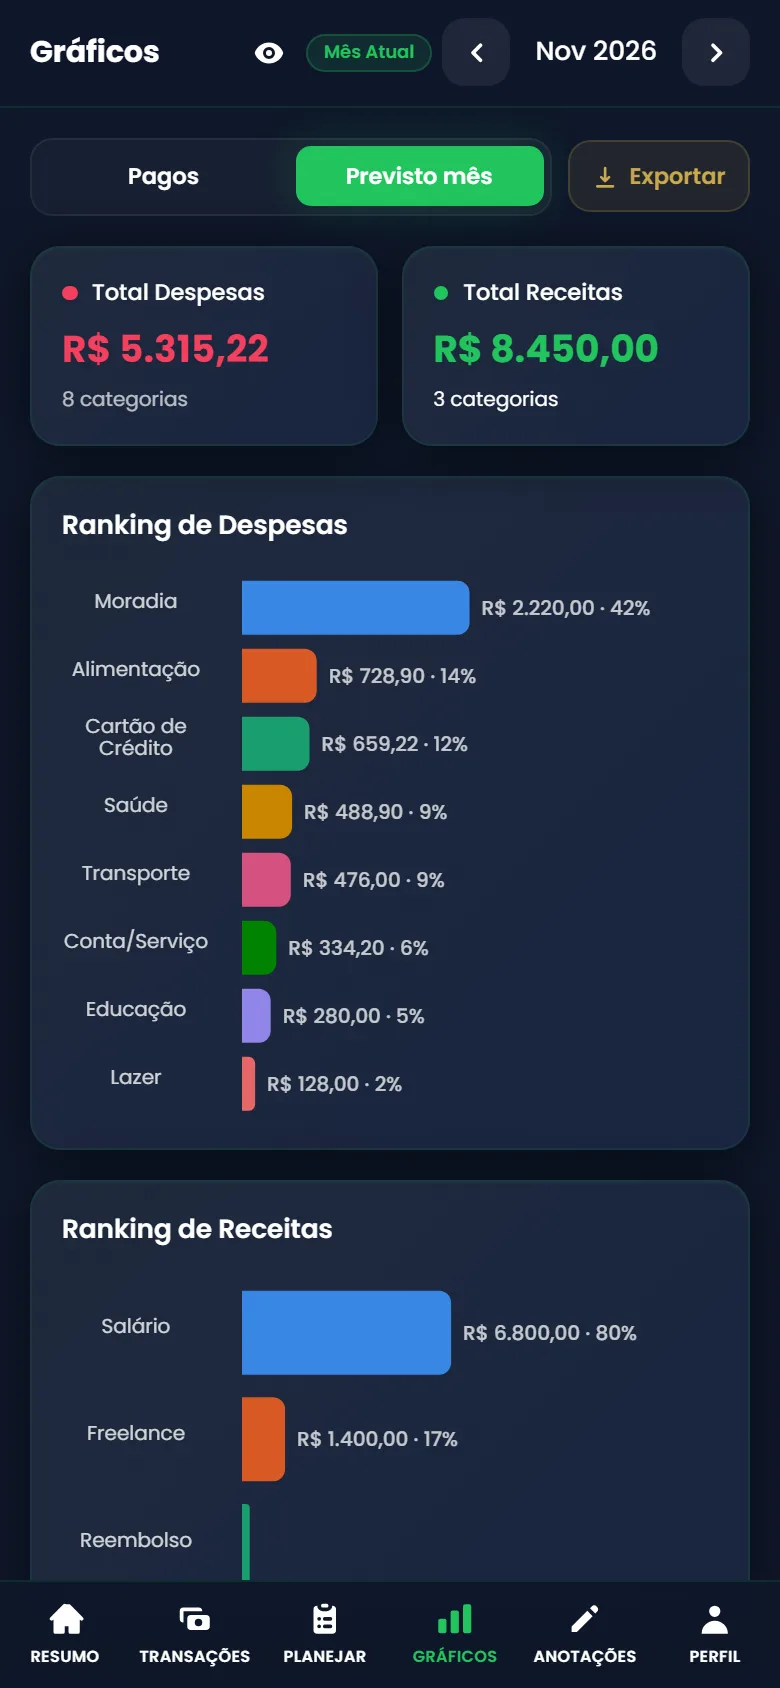 Gráficos
Mês Atual
Nov 2026
Pagos
Previsto mês
Exportar
Total Despesas
R$ 5.315,22
8 categorias
Total Receitas
R$ 8.450,00
3 categorias
Ranking de Despesas
Moradia
R$ 2.220,00 · 42%
Alimentação
R$ 728,90 · 14%
Cartão de
Crédito
R$ 659,22 · 12%
Saúde
R$ 488,90 · 9%
Transporte
R$ 476,00 · 9%
Conta/Serviço
R$ 334,20 · 6%
Educação
R$ 280,00 · 5%
Lazer
R$ 128,00 · 2%
Ranking de Receitas
Salário
R$ 6.800,00 · 80%
Freelance
R$ 1.400,00 · 17%
Reembolso
RESUMO
TRANSAÇÕES
PLANEJAR
GRÁFICOS
ANOTAÇÕES
PERFIL